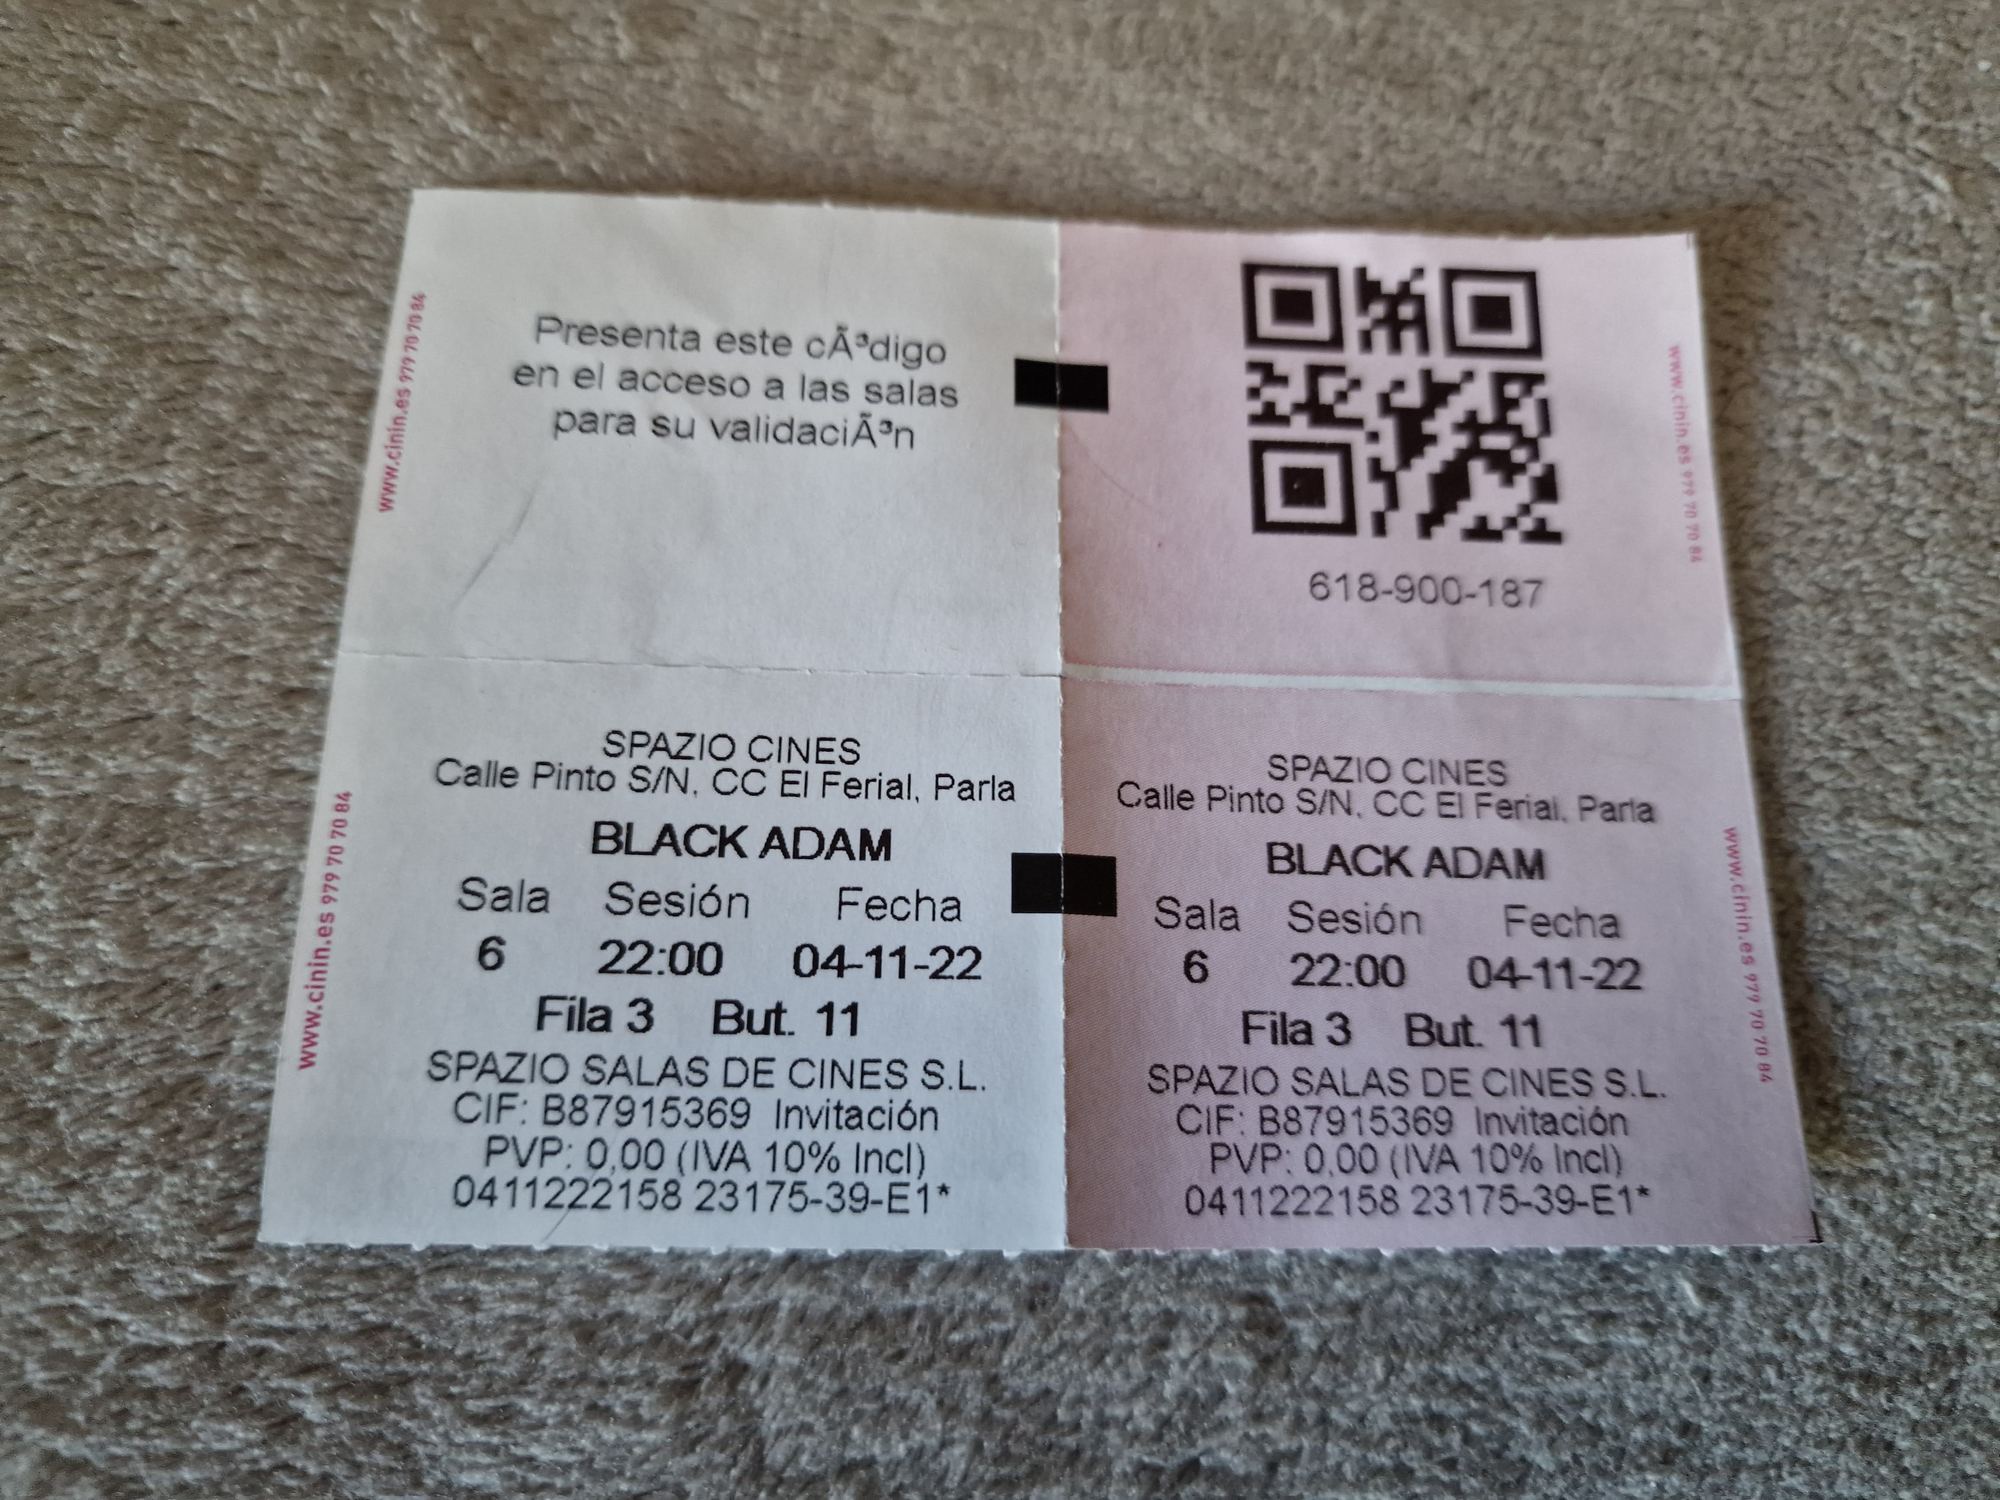 Presenta este cÃ³digo
en el acceso a las salas
para su validaciÃ³n
www.cinin.es 979 70 70 84
618-900-187
www.cinin.es 979 70 70 84
SPAZIO CINES
Calle Pinto S/N, CC El Ferial, Parla
BLACK ADAM
Sala Sesión Fecha
6 22:00 04-11-22
Fila 3 But. 11
SPAZIO SALAS DE CINES S.L.
CIF: B87915369 Invitación
PVP: 0,00 (IVA 10% Incl)
0411222158 23175-39-E1*
www.cinin.es 979 70 70 84
SPAZIO CINES
Calle Pinto S/N, CC El Ferial, Parla
BLACK ADAM
Sala Sesión Fecha
6 22:00 04-11-22
Fila 3 But. 11
SPAZIO SALAS DE CINES S.L.
CIF: B87915369 Invitación
PVP: 0,00 (IVA 10% Incl)
0411222158 23175-39-E1*
www.cinin.es 979 70 70 84